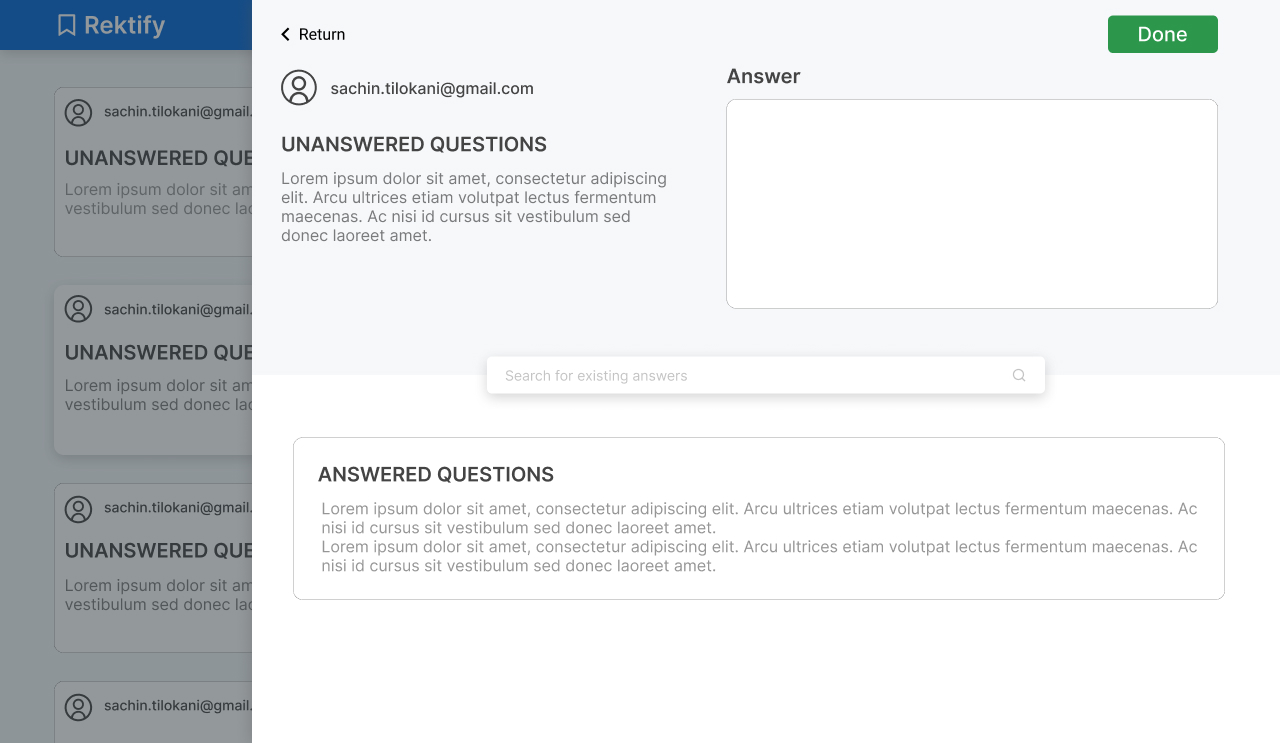 Rektify
sachin.tilokani@gmail.
UNANSWERED QUE
Lorem ipsum dolor sit am
vestibulum sed donec lao
sachin.tilokani@gmail.
UNANSWERED QUE
Lorem ipsum dolor sit am
vestibulum sed donec lao
sachin.tilokani@gmail.
UNANSWERED QUE
Lorem ipsum dolor sit am
vestibulum sed donec lao
sachin.tilokani@gmail.
Return
Done
sachin.tilokani@gmail.com
UNANSWERED QUESTIONS
Lorem ipsum dolor sit amet, consectetur adipiscing
elit. Arcu ultrices etiam volutpat lectus fermentum
maecenas. Ac nisi id cursus sit vestibulum sed
donec laoreet amet.
Answer
Search for existing answers
ANSWERED QUESTIONS
Lorem ipsum dolor sit amet, consectetur adipiscing elit. Arcu ultrices etiam volutpat lectus fermentum maecenas. Ac
nisi id cursus sit vestibulum sed donec laoreet amet.
Lorem ipsum dolor sit amet, consectetur adipiscing elit. Arcu ultrices etiam volutpat lectus fermentum maecenas. Ac
nisi id cursus sit vestibulum sed donec laoreet amet.